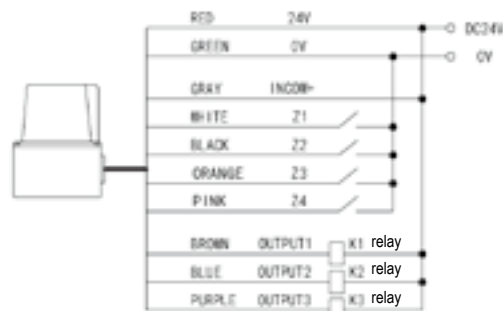 RED 24V
DC24V
GREEN 0V
0V
GRAY INCOM+
WHITE Z1
BLACK Z2
ORANGE Z3
PINK Z4
BROWN OUTPUT1 K1 relay
BLUE OUTPUT2 K2 relay
PURPLE OUTPUT3 K3 relay